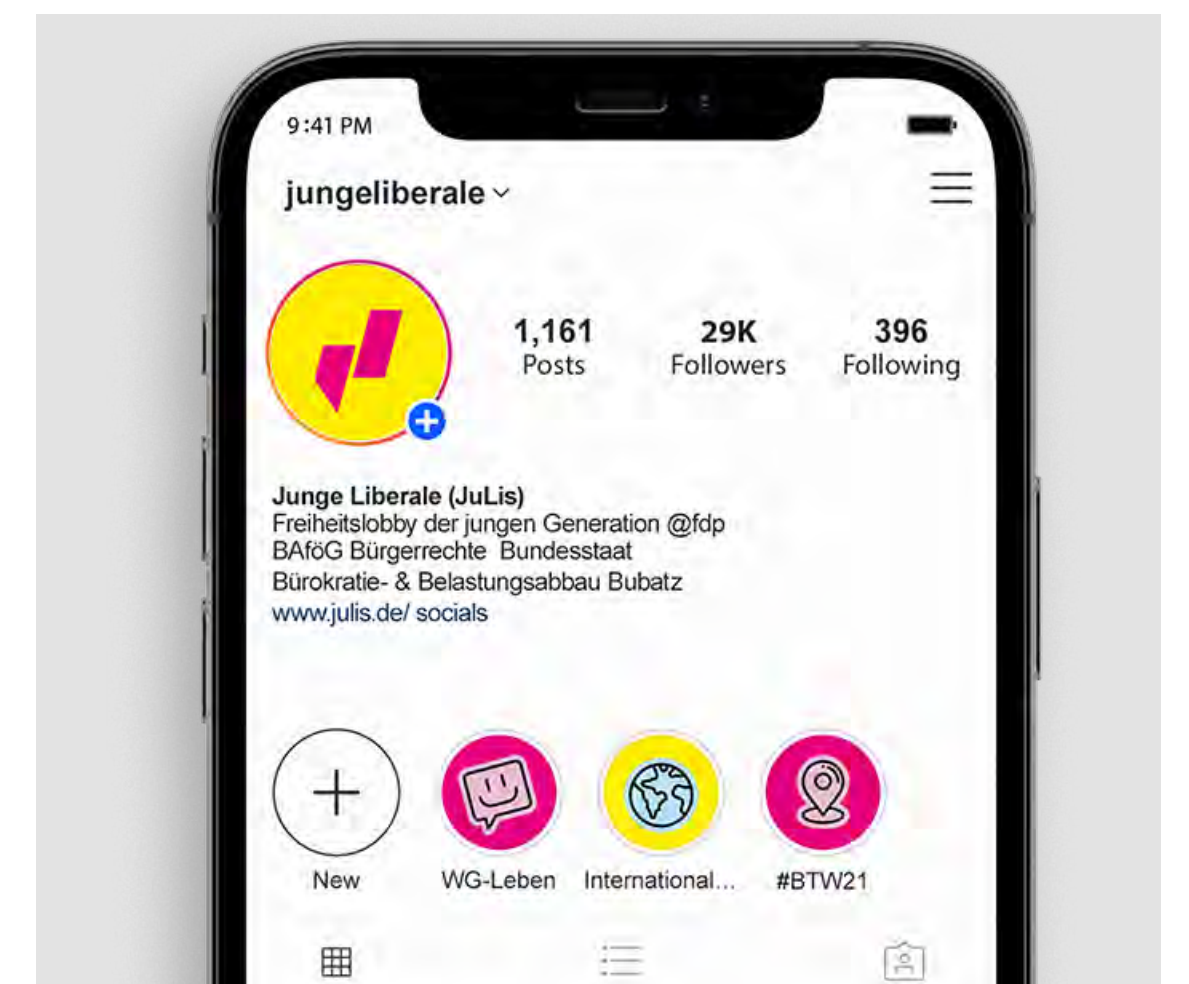 9:41 PM
jungeliberale
1,161 29K 396
Posts Followers Following
Junge Liberale (JuLis)
Freiheitslobby der jungen Generation @fdp
BAföG Bürgerrechte Bundesstaat
Bürokratie- & Belastungsabbau Bubatz
www.julis.de/ socials
New WG-Leben International... #BTW21